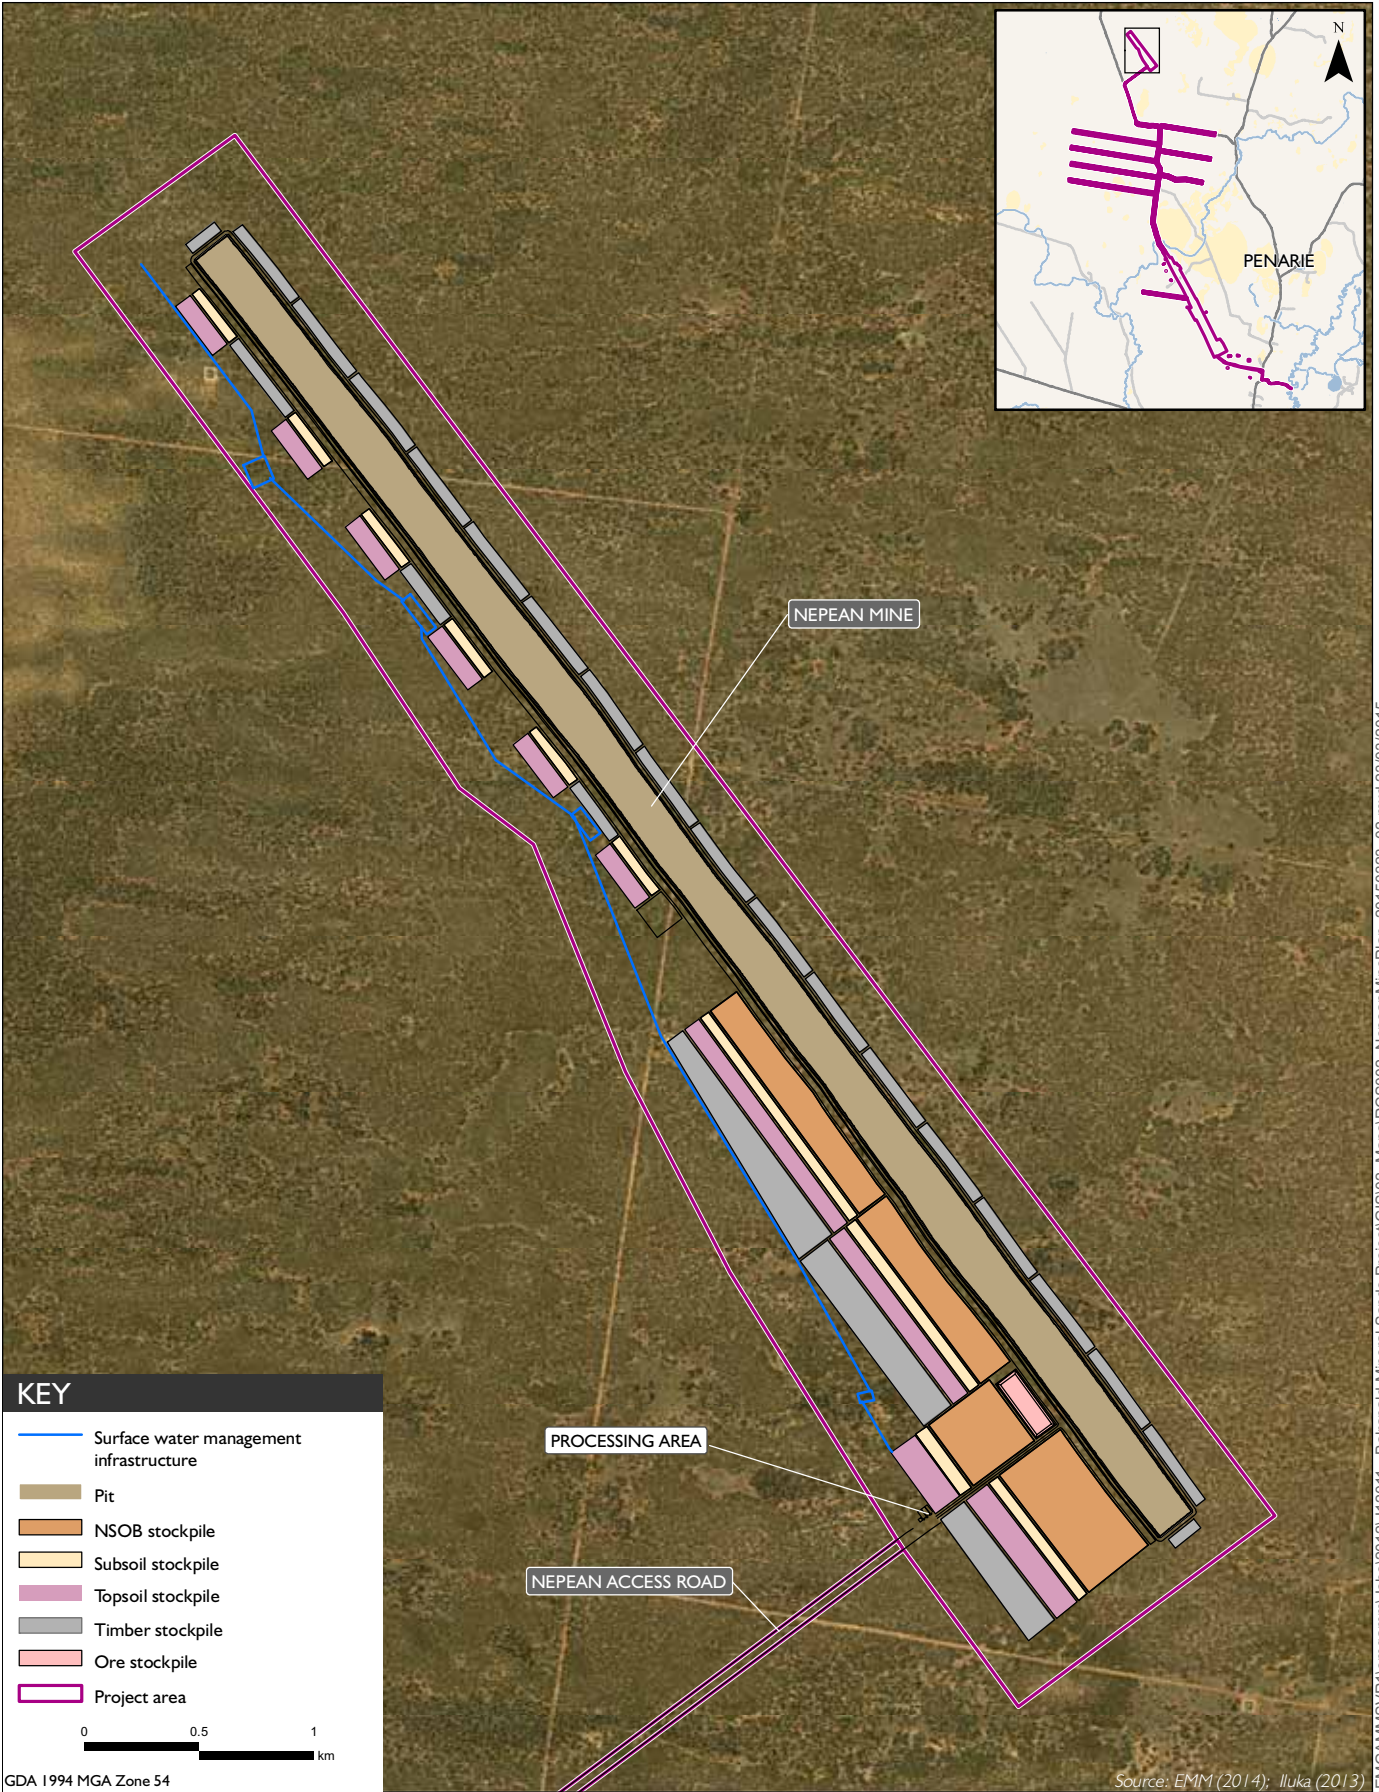 N
PENARIE
NEPEAN MINE
PROCESSING AREA
NEPEAN ACCESS ROAD
KEY
Surface water management
infrastructure
Pit
NSOB stockpile
Subsoil stockpile
Topsoil stockpile
Timber stockpile
Ore stockpile
Project area
0 0.5 1
km
GDA 1994 MGA Zone 54
Source: EMM (2014); Iluka (2013)